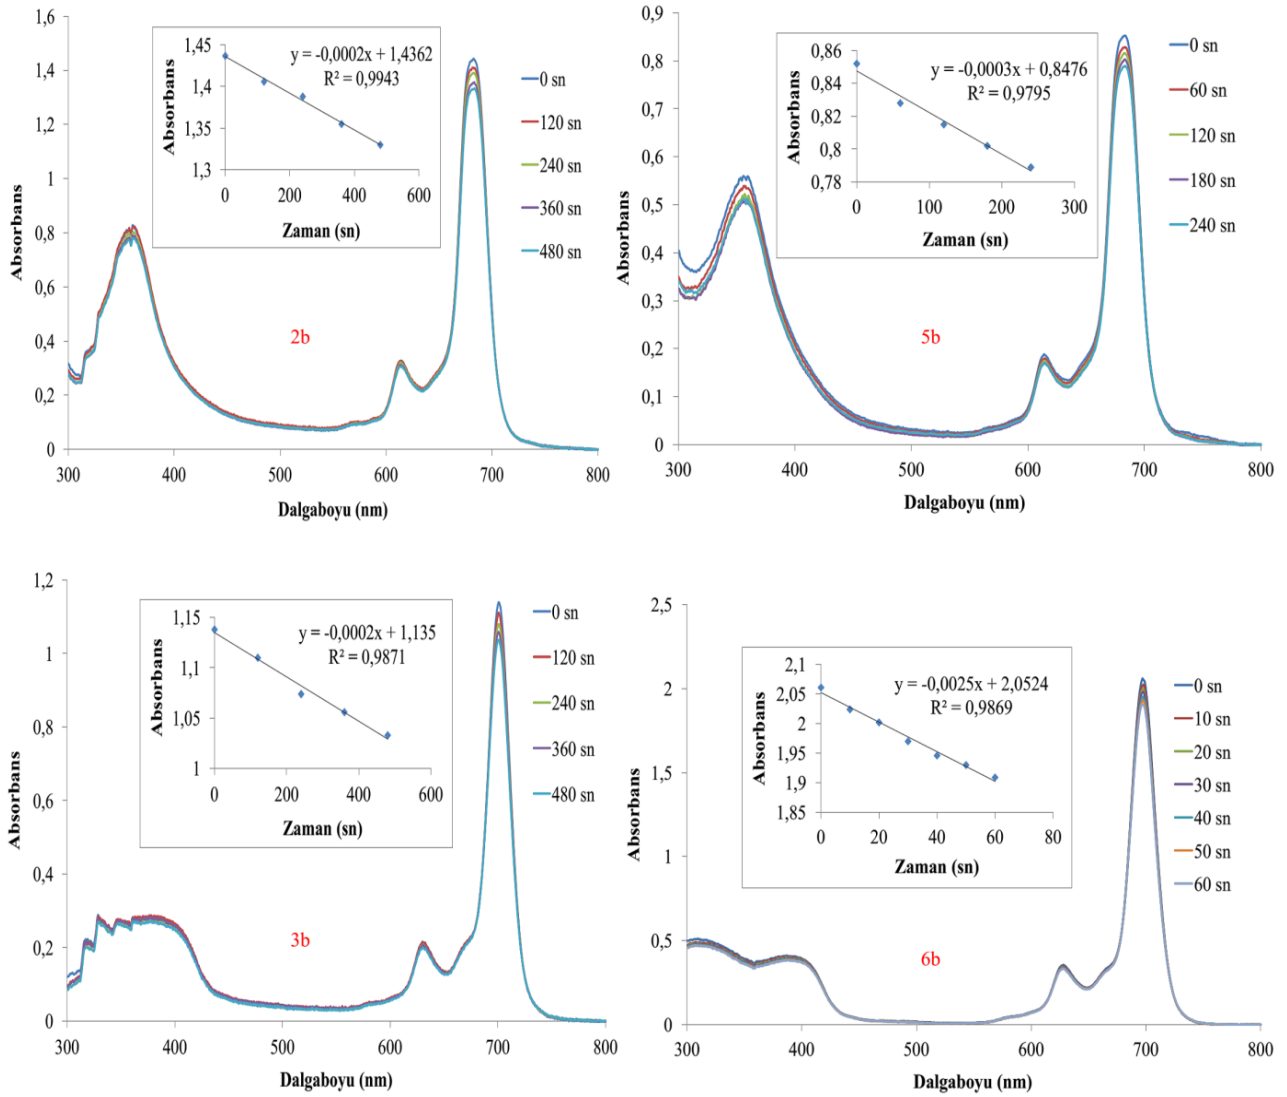 1,6
1,4
1,2
1
0,8
0,6
0,4
0,2
0
300 400 500 600 700 800
Absorbans
Dalgaboyu (nm)
1,45
1,4
1,35
1,3
0 200 400 600
Absorbans
Zaman (sn)
y = -0,0002x + 1,4362
R² = 0,9943
0 sn
120 sn
240 sn
360 sn
480 sn
2b
0,9
0,8
0,7
0,6
0,5
0,4
0,3
0,2
0,1
0
300 400 500 600 700 800
Absorbans
Dalgaboyu (nm)
0,86
0,84
0,82
0,8
0,78
0 100 200 300
Absorbans
Zaman (sn)
y = -0,0003x + 0,8476
R² = 0,9795
0 sn
60 sn
120 sn
180 sn
240 sn
5b
1,2
1
0,8
0,6
0,4
0,2
0
300 400 500 600 700 800
Absorbans
Dalgaboyu (nm)
1,15
1,1
1,05
1
0 200 400 600
Absorbans
Zaman (sn)
y = -0,0002x + 1,135
R² = 0,9871
0 sn
120 sn
240 sn
360 sn
480 sn
3b
2,5
2
1,5
1
0,5
0
300 400 500 600 700 800
Absorbans
Dalgaboyu (nm)
2,1
2,05
2
1,95
1,9
1,85
0 20 40 60 80
Absorbans
Zaman (sn)
y = -0,0025x + 2,0524
R² = 0,9869
0 sn
10 sn
20 sn
30 sn
40 sn
50 sn
60 sn
6b